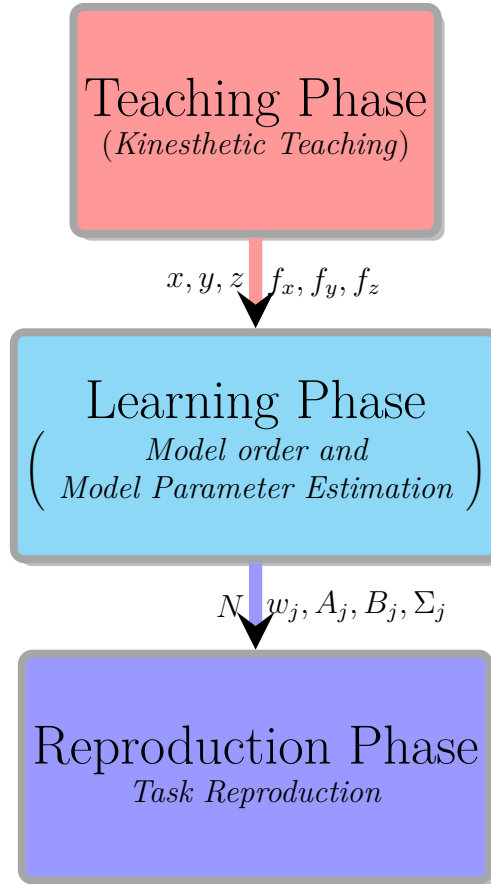 Teaching Phase
(Kinesthetic Teaching)
x, y, z f_x, f_y, f_z
Learning Phase
( Model order and
Model Parameter Estimation )
N w_j, A_j, B_j, Σ_j
Reproduction Phase
Task Reproduction